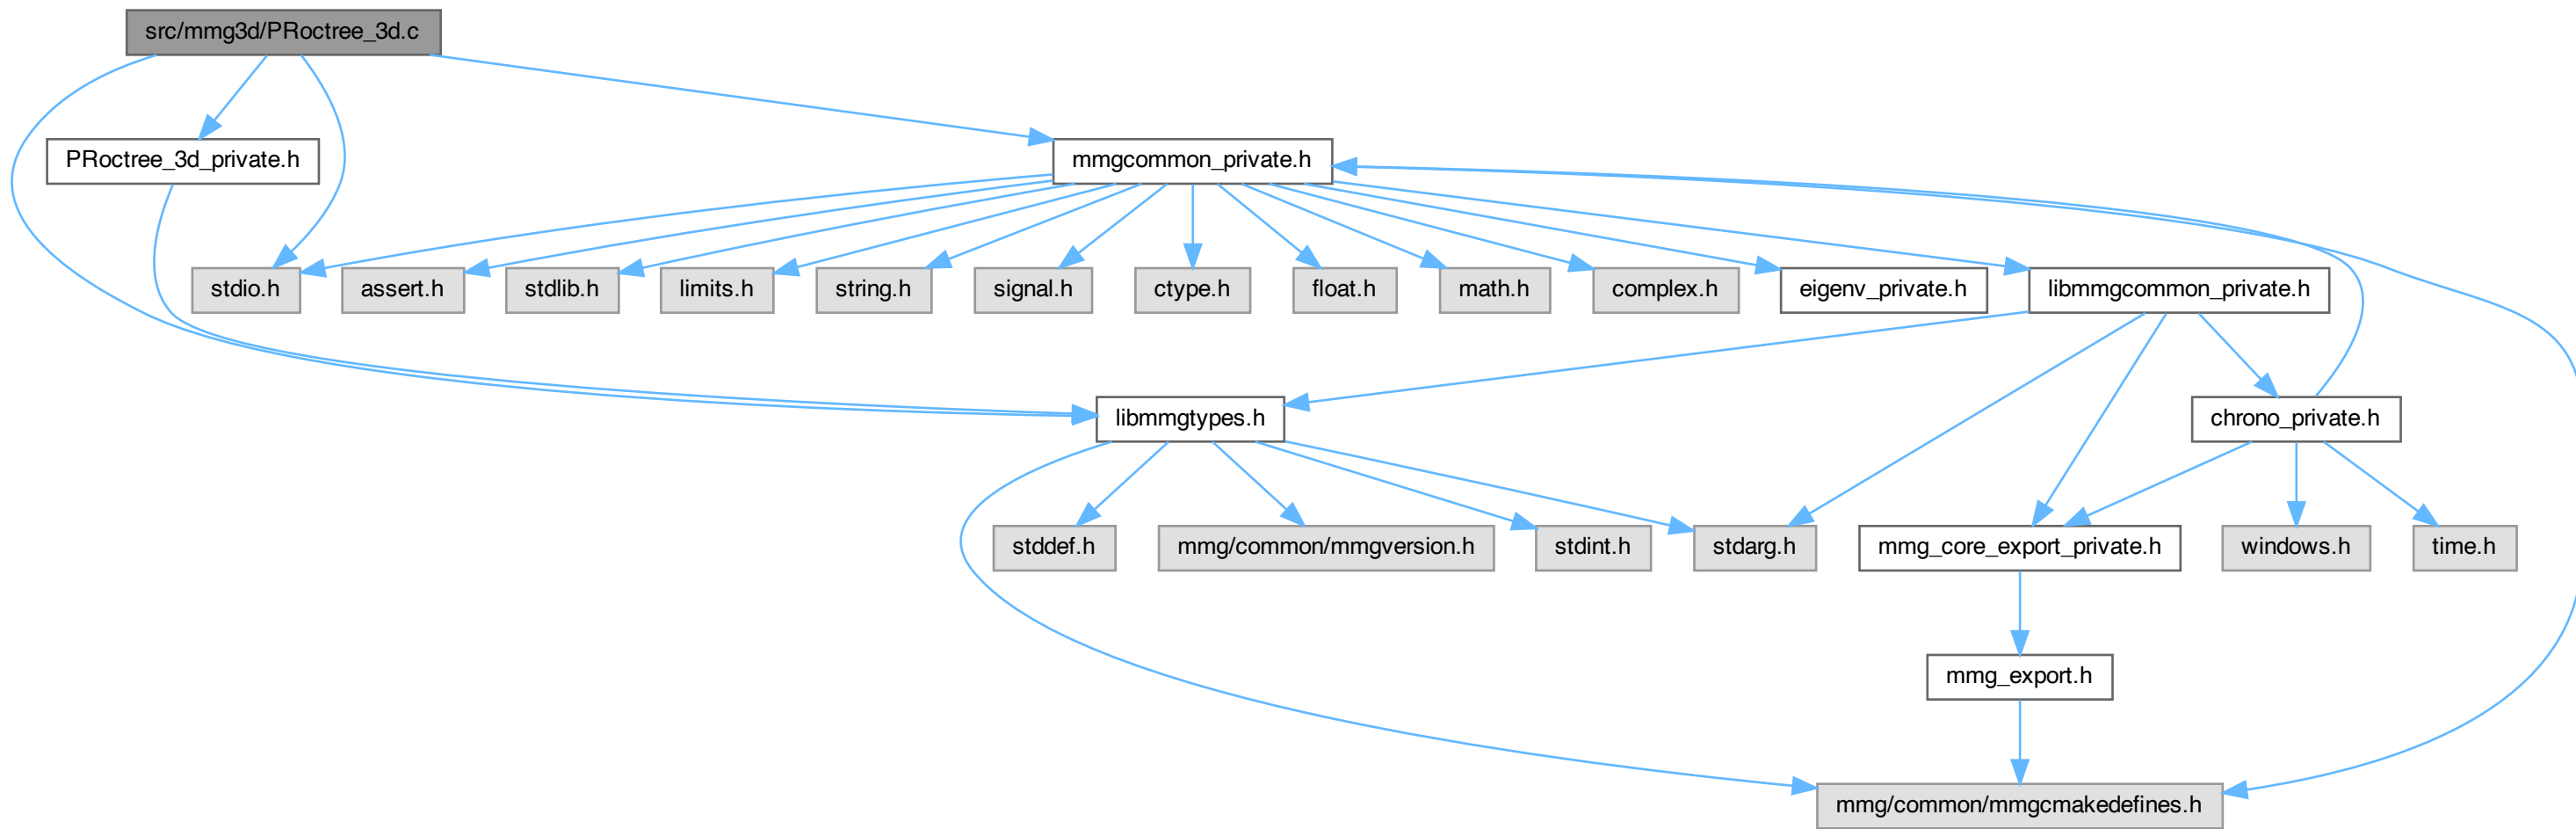 src/mmg3d/PRoctree_3d.c
PRoctree_3d_private.h
mmgcommon_private.h
stdio.h
assert.h
stdlib.h
limits.h
string.h
signal.h
ctype.h
float.h
math.h
complex.h
eigenv_private.h
libmmgcommon_private.h
libmmgtypes.h
chrono_private.h
stddef.h
mmg/common/mmgversion.h
stdint.h
stdarg.h
mmg_core_export_private.h
windows.h
time.h
mmg_export.h
mmg/common/mmgcmakedefines.h